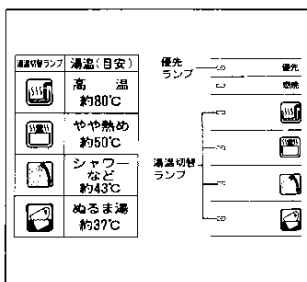 湯温切替ランプ 湯温(目安)
高 温
約80℃
やや熱め
約50℃
シャワー
など
約43℃
ぬるま湯
約37℃
優先
ランプ
優先
燃焼
湯温切替
ランプ